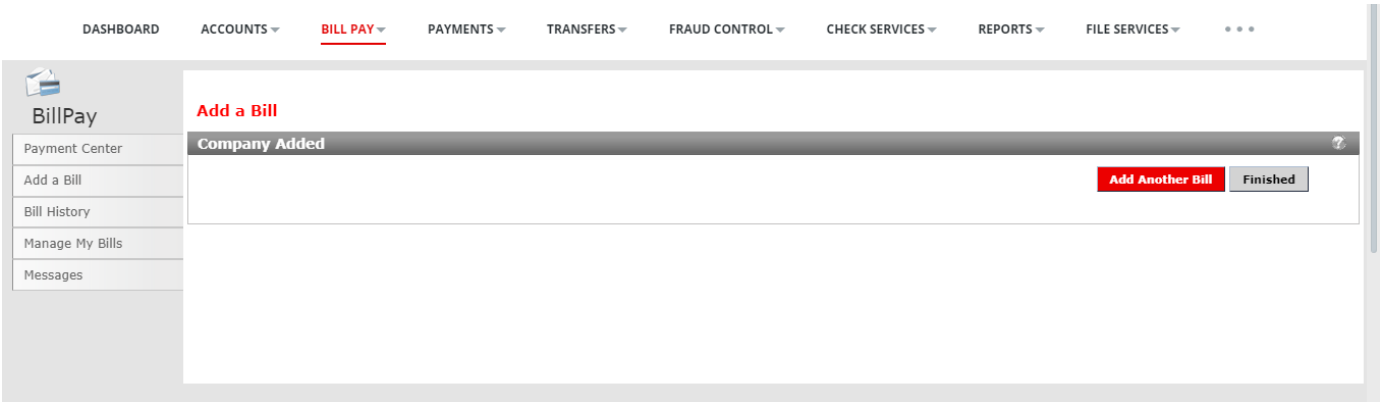 DASHBOARD ACCOUNTS BILL PAY PAYMENTS TRANSFERS FRAUD CONTROL CHECK SERVICES REPORTS FILE SERVICES
BillPay
Payment Center
Add a Bill
Bill History
Manage My Bills
Messages
Add a Bill
Company Added
?
Add Another Bill Finished